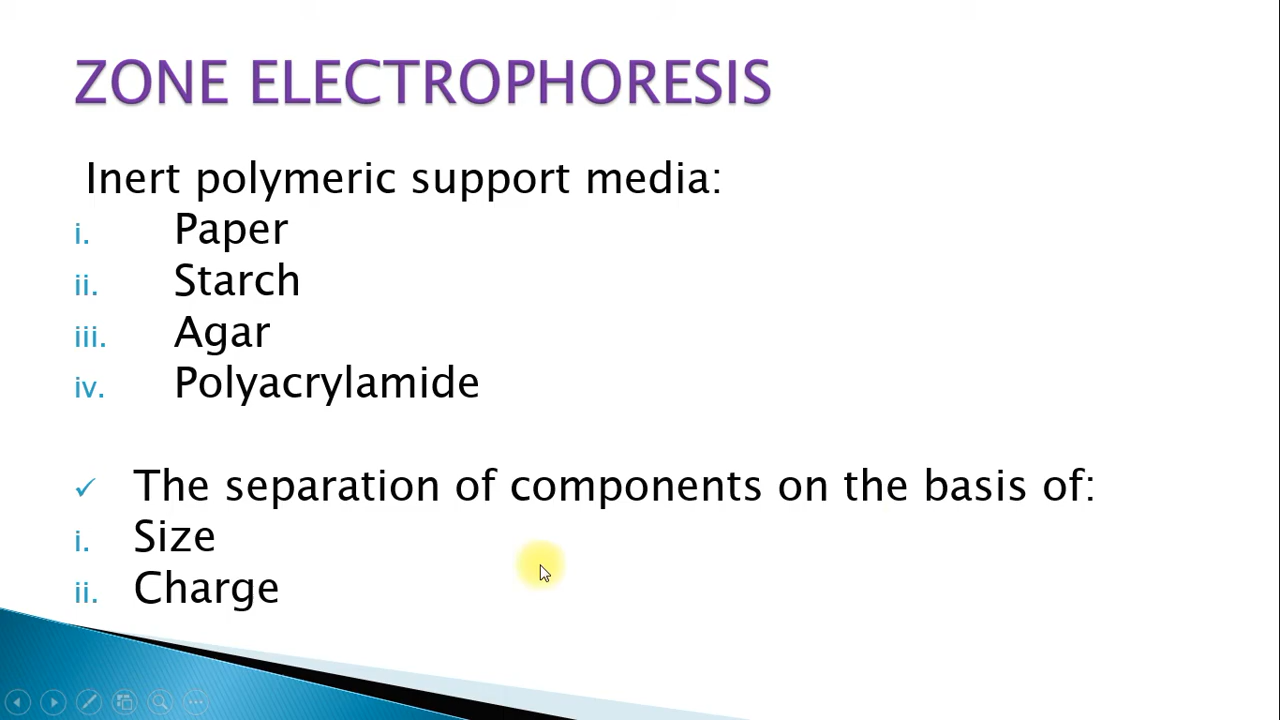 ZONE ELECTROPHORESIS
Inert polymeric support media:
i. Paper
ii. Starch
iii. Agar
iv. Polyacrylamide
✓ The separation of components on the basis of:
i. Size
ii. Charge